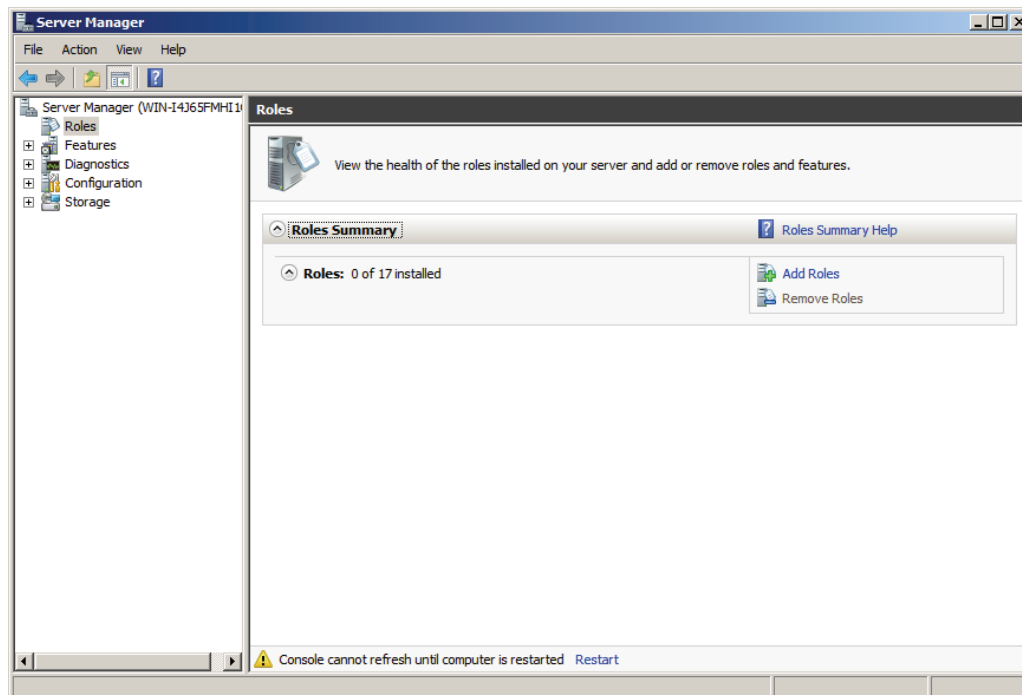 Server Manager
File Action View Help
Server Manager (WIN-I4J65FMHI1
Roles
Features
Diagnostics
Configuration
Storage
Roles
View the health of the roles installed on your server and add or remove roles and features.
Roles Summary
Roles Summary Help
Roles: 0 of 17 installed
Add Roles
Remove Roles
Console cannot refresh until computer is restarted Restart